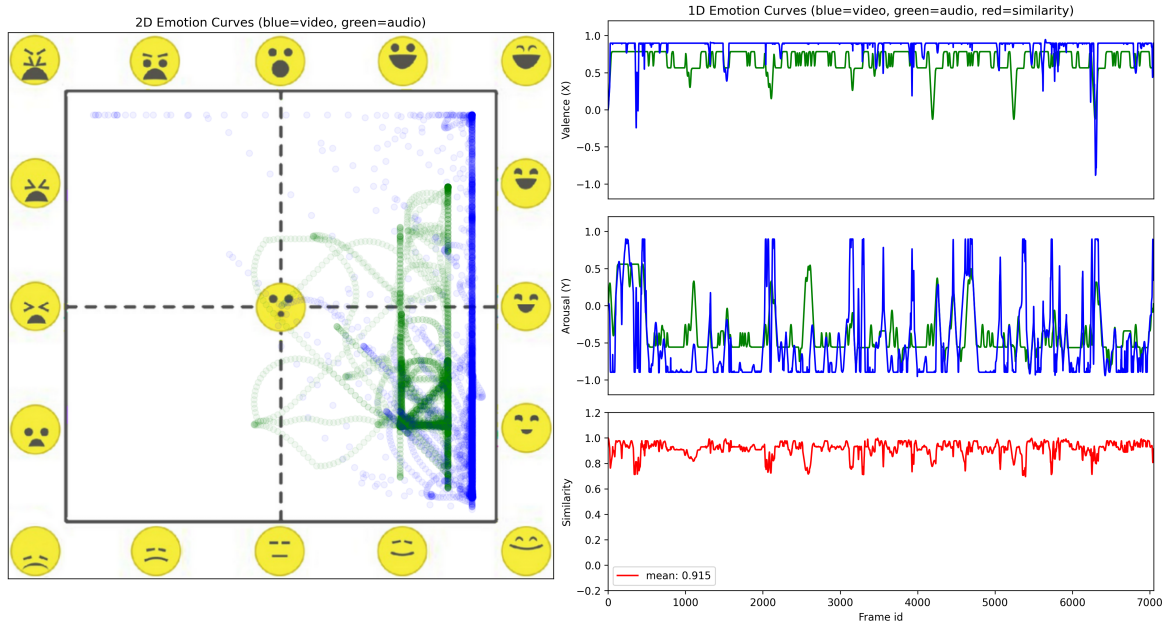 2D Emotion Curves (blue=video, green=audio)
1D Emotion Curves (blue=video, green=audio, red=similarity)
Valence (X)
1.0
0.5
0.0
−0.5
−1.0
Arousal (Y)
1.0
0.5
0.0
−0.5
−1.0
Similarity
1.2
1.0
0.8
0.6
0.4
0.2
0.0
−0.2
mean: 0.915
0 1000 2000 3000 4000 5000 6000 7000
Frame id